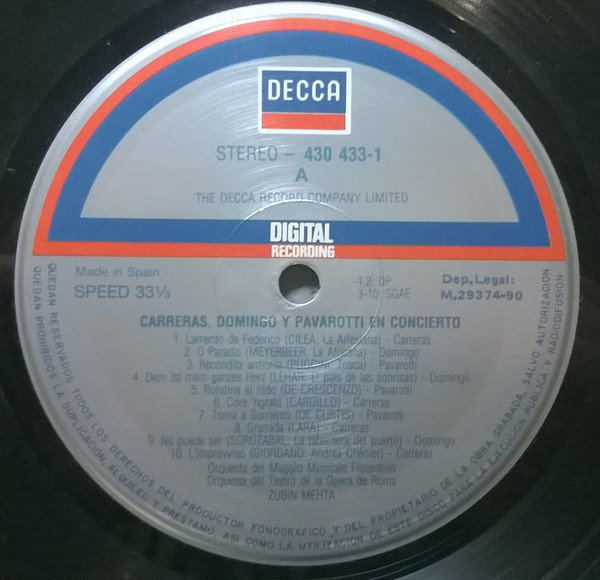 DECCA
STEREO – 430 433-1
A
THE DECCA RECORD COMPANY LIMITED
DIGITAL
RECORDING
Made in Spain
SPEED 33⅓
-1,2: DP
3-10: SGAE
Dep. Legal:
M.29374-90
CARRERAS, DOMINGO Y PAVAROTTI EN CONCIERTO
1. Lamento de Federico (CILEA: La Artesana) - Carreras
2. O Paradis (MEYERBEER: La Africana) - Domingo
3. Recondita armonia (PUCCINI: Tosca) - Pavarotti
4. Dein ist mein ganzes Herz (LEHAR: El país de las sonrisas) - Domingo
5. Rondine al nido (DE CRESCENZO) - Pavarotti
6. Core 'ngrato (CARDILLO) - Carreras
7. Torna a Surriento (DE CURTIS) - Pavarotti
8. Granada (LARA) - Carreras
9. No puede ser (SOROZABAL: La tabernera del puerto) - Domingo
10. L'improvviso (GIORDANO: Andrea Chénier) - Carreras
Orquesta del Maggio Musicale Fiorentino
Orquesta del Teatro de la Opera de Roma
ZUBIN MEHTA
QUEDAN RESERVADOS TODOS LOS DERECHOS DEL PRODUCTOR FONOGRAFICO Y DEL PROPIETARIO DE LA OBRA GRABADA, SALVO AUTORIZACION
QUEDAN PROHIBIDOS LA DUPLICACION, ALQUILER Y PRESTAMO, ASI COMO LA UTILIZACION DE ESTE DISCO PARA LA EJECUCION PUBLICA Y RADIODIFUSION